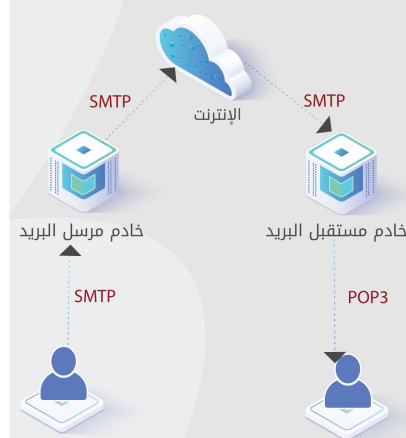 SMTP
SMTP
الإنترنت
خادم مرسل البريد
خادم مستقبل البريد
SMTP
POP3